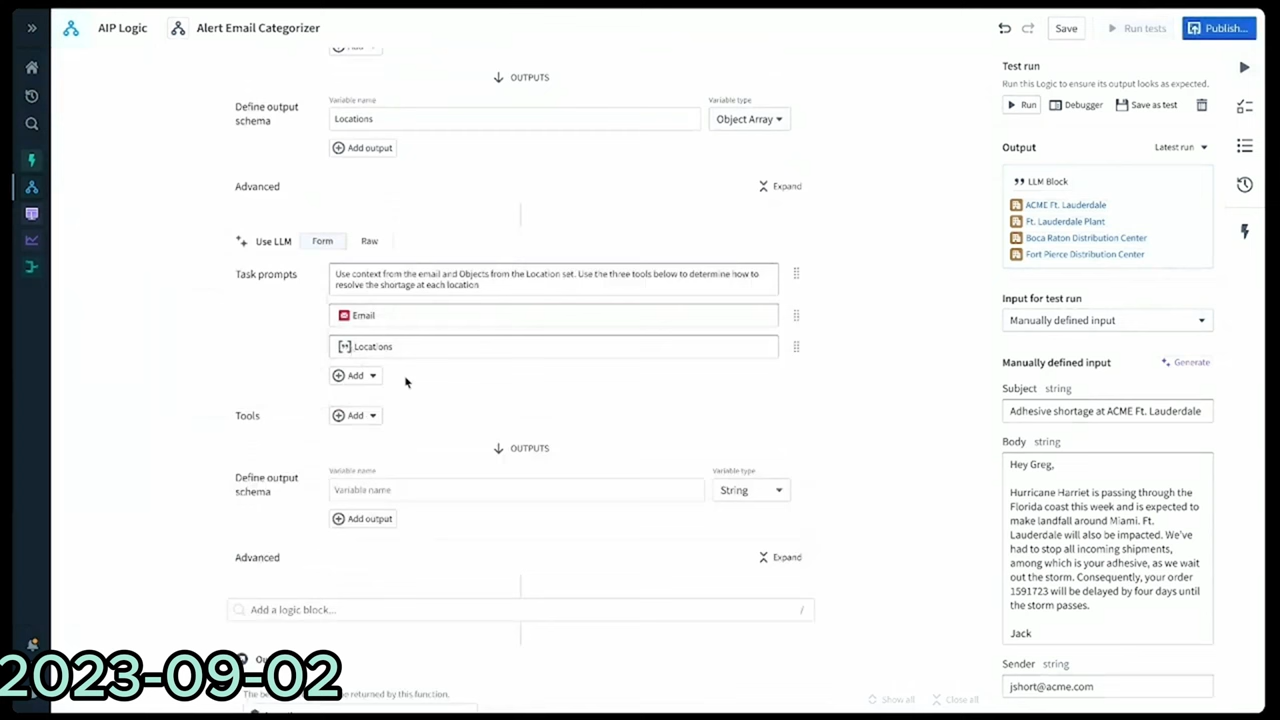 AIP Logic
Alert Email Categorizer
Save
Run tests
Publish...
OUTPUTS
Define output schema
Variable name
Locations
Variable type
Object Array
Add output
Advanced
Expand
Use LLM
Form
Raw
Task prompts
Use context from the email and Objects from the Location set. Use the three tools below to determine how to
resolve the shortage at each location
Email
Locations
Add
Tools
Add
OUTPUTS
Define output schema
Variable name
Variable name
Variable type
String
Add output
Advanced
Expand
Add a logic block...
/
be returned by this function.
Show all
Close all
Test run
Run this Logic to ensure its output looks as expected.
Run
Debugger
Save as test
Output
Latest run
LLM Block
ACME Ft. Lauderdale
Ft. Lauderdale Plant
Boca Raton Distribution Center
Fort Pierce Distribution Center
Input for test run
Manually defined input
Manually defined input
Generate
Subject string
Adhesive shortage at ACME Ft. Lauderdale
Body string
Hey Greg,
Hurricane Harriet is passing through the
Florida coast this week and is expected to
make landfall around Miami. Ft.
Lauderdale will also be impacted. We've
had to stop all incoming shipments,
among which is your adhesive, as we wait
out the storm. Consequently, your order
1591723 will be delayed by four days until
the storm passes.
Jack
Sender string
jshort@acme.com
2023-09-02